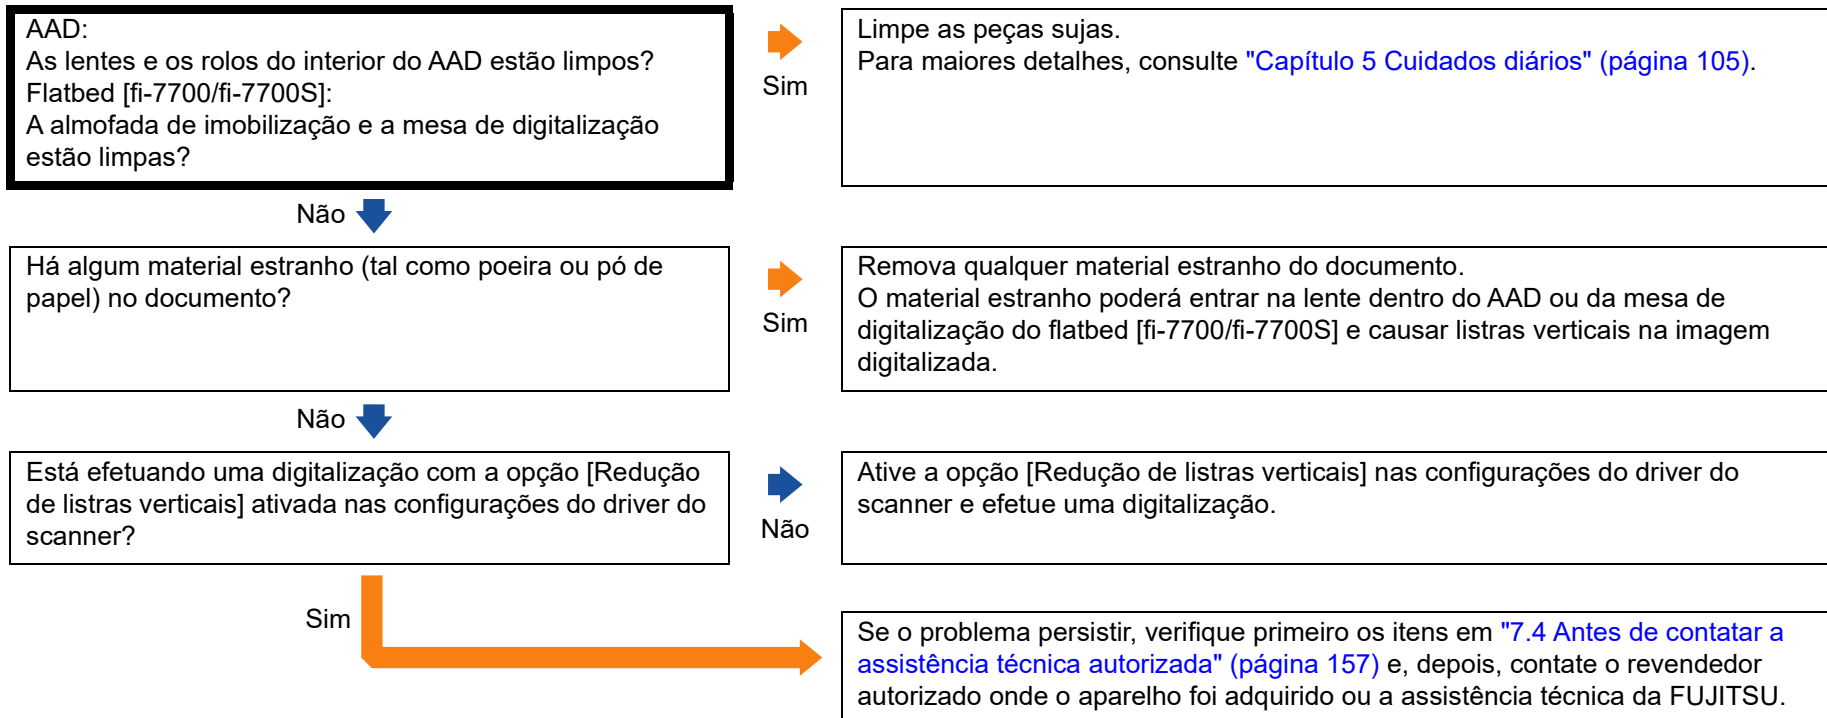 AAD:
As lentes e os rolos do interior do AAD estão limpos?
Flatbed [fi-7700/fi-7700S]:
A almofada de imobilização e a mesa de digitalização
estão limpas?
Sim
Limpe as peças sujas.
Para maiores detalhes, consulte "Capítulo 5 Cuidados diários" (página 105).
Não
Há algum material estranho (tal como poeira ou pó de
papel) no documento?
Sim
Remova qualquer material estranho do documento.
O material estranho poderá entrar na lente dentro do AAD ou da mesa de
digitalização do flatbed [fi-7700/fi-7700S] e causar listras verticais na imagem
digitalizada.
Não
Está efetuando uma digitalização com a opção [Redução
de listras verticais] ativada nas configurações do driver do
scanner?
Não
Ative a opção [Redução de listras verticais] nas configurações do driver do
scanner e efetue uma digitalização.
Sim
Se o problema persistir, verifique primeiro os itens em "7.4 Antes de contatar a
assistência técnica autorizada" (página 157) e, depois, contate o revendedor
autorizado onde o aparelho foi adquirido ou a assistência técnica da FUJITSU.